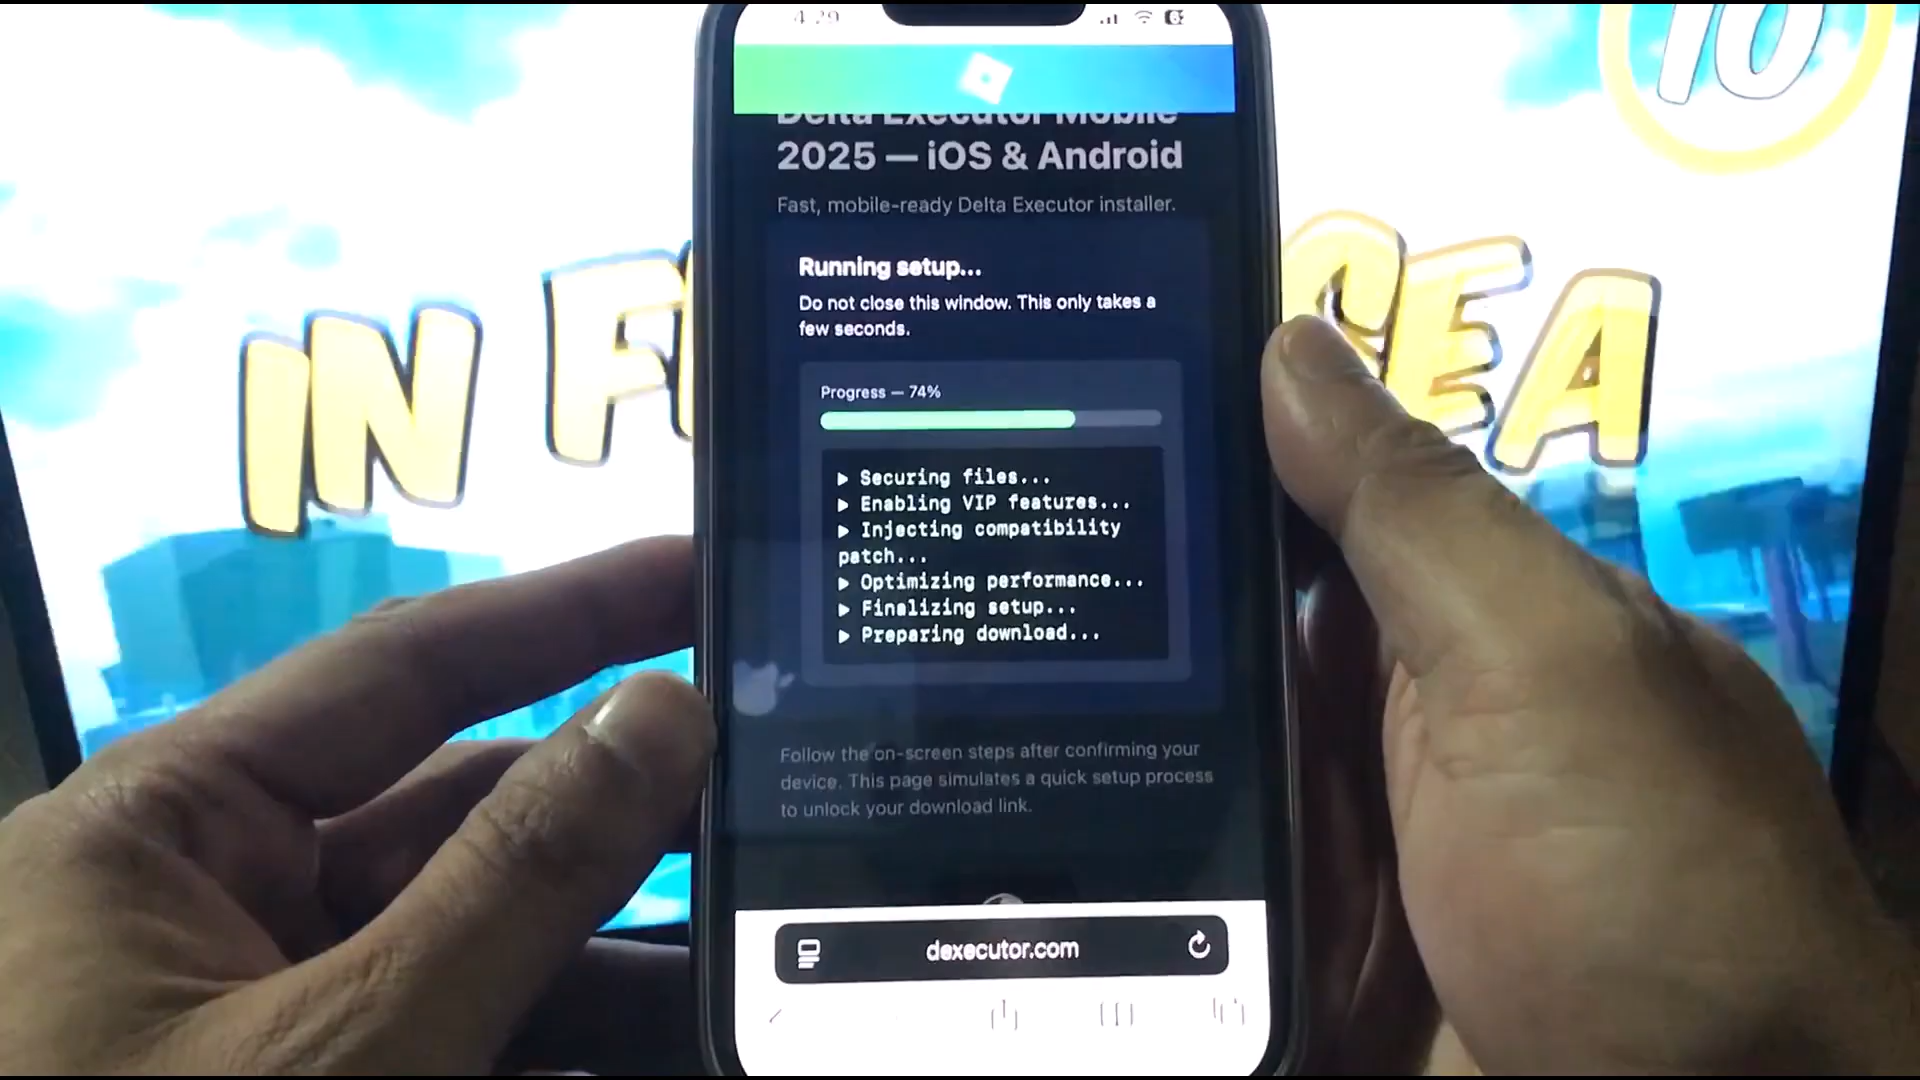 4:29
10
Delta Executor Mobile
2025 — iOS & Android
Fast, mobile-ready Delta Executor installer.
IN
SEA
Running setup...
Do not close this window. This only takes a
few seconds.
Progress — 74%
▶ Securing files...
▶ Enabling VIP features...
▶ Injecting compatibility
patch...
▶ Optimizing performance...
▶ Finalizing setup...
▶ Preparing download...
Follow the on-screen steps after confirming your
device. This page simulates a quick setup process
to unlock your download link.
dexecutor.com